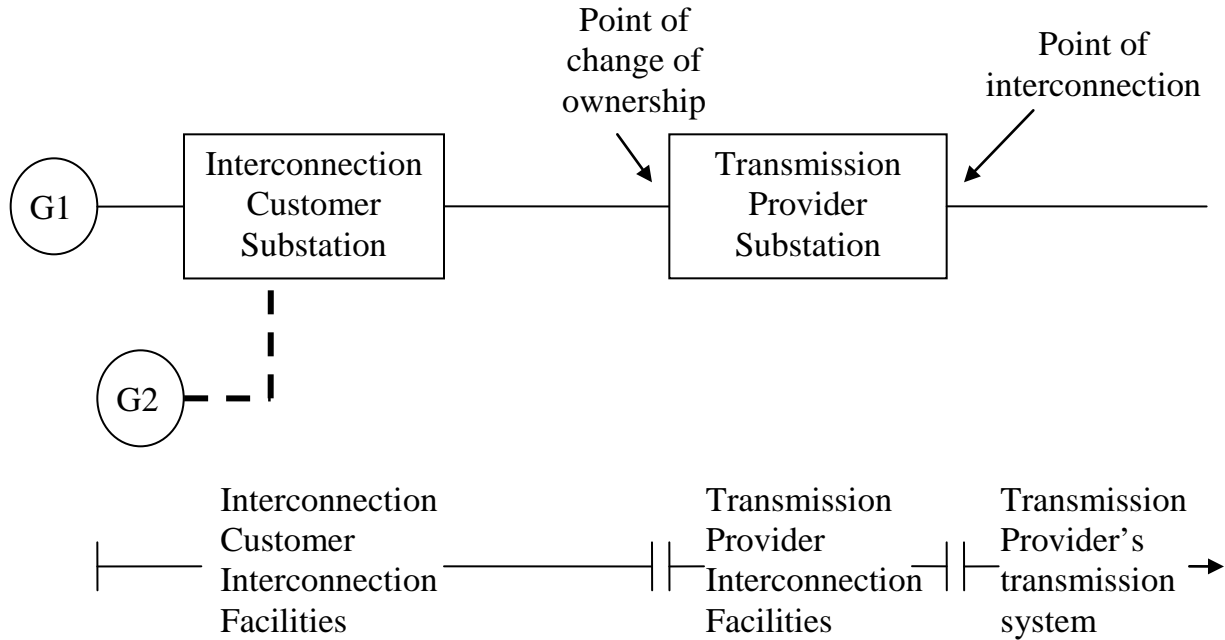 Point of
change of
ownership
Point of
interconnection
G1
Interconnection
Customer
Substation
Transmission
Provider
Substation
G2
Interconnection
Customer
Interconnection
Facilities
Transmission
Provider
Interconnection
Facilities
Transmission
Provider’s
transmission
system